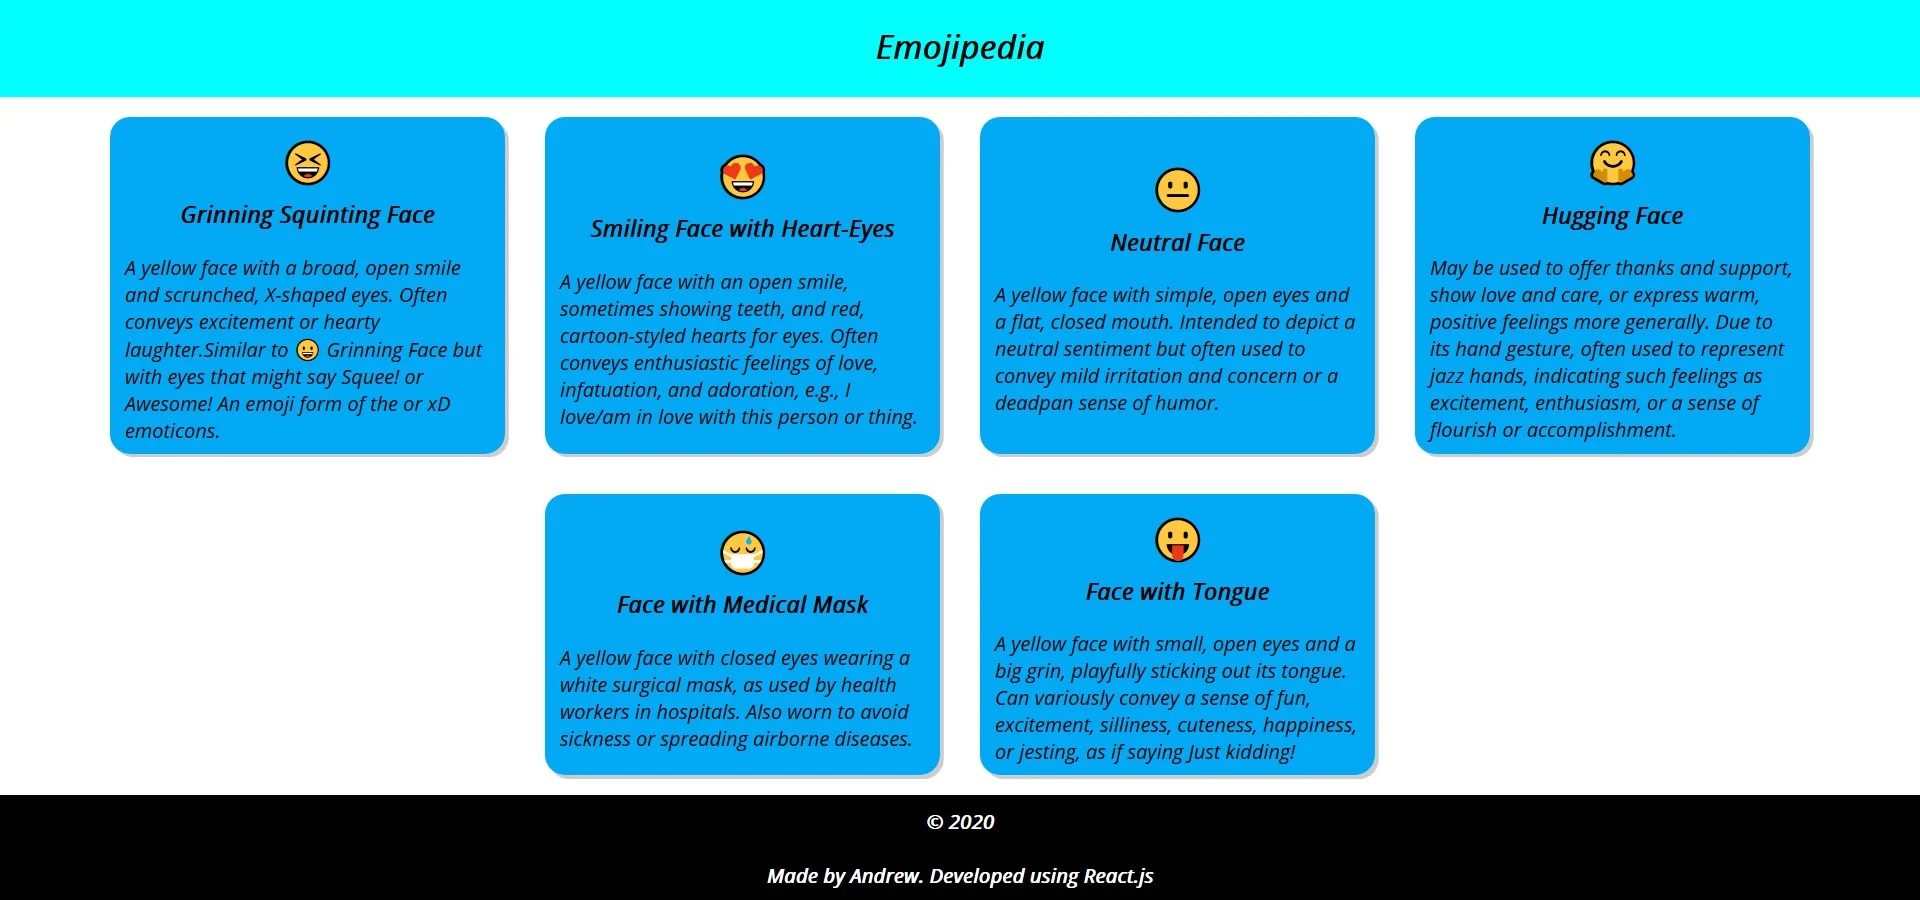 Emojipedia
Grinning Squinting Face
A yellow face with a broad, open smile
and scrunched, X-shaped eyes. Often
conveys excitement or hearty
laughter.Similar to 😀 Grinning Face but
with eyes that might say Squee! or
Awesome! An emoji form of the or xD
emoticons.
Smiling Face with Heart-Eyes
A yellow face with an open smile,
sometimes showing teeth, and red,
cartoon-styled hearts for eyes. Often
conveys enthusiastic feelings of love,
infatuation, and adoration, e.g., I
love/am in love with this person or thing.
Neutral Face
A yellow face with simple, open eyes and
a flat, closed mouth. Intended to depict a
neutral sentiment but often used to
convey mild irritation and concern or a
deadpan sense of humor.
Hugging Face
May be used to offer thanks and support,
show love and care, or express warm,
positive feelings more generally. Due to
its hand gesture, often used to represent
jazz hands, indicating such feelings as
excitement, enthusiasm, or a sense of
flourish or accomplishment.
Face with Medical Mask
A yellow face with closed eyes wearing a
white surgical mask, as used by health
workers in hospitals. Also worn to avoid
sickness or spreading airborne diseases.
Face with Tongue
A yellow face with small, open eyes and a
big grin, playfully sticking out its tongue.
Can variously convey a sense of fun,
excitement, silliness, cuteness, happiness,
or jesting, as if saying Just kidding!
© 2020
Made by Andrew. Developed using React.js